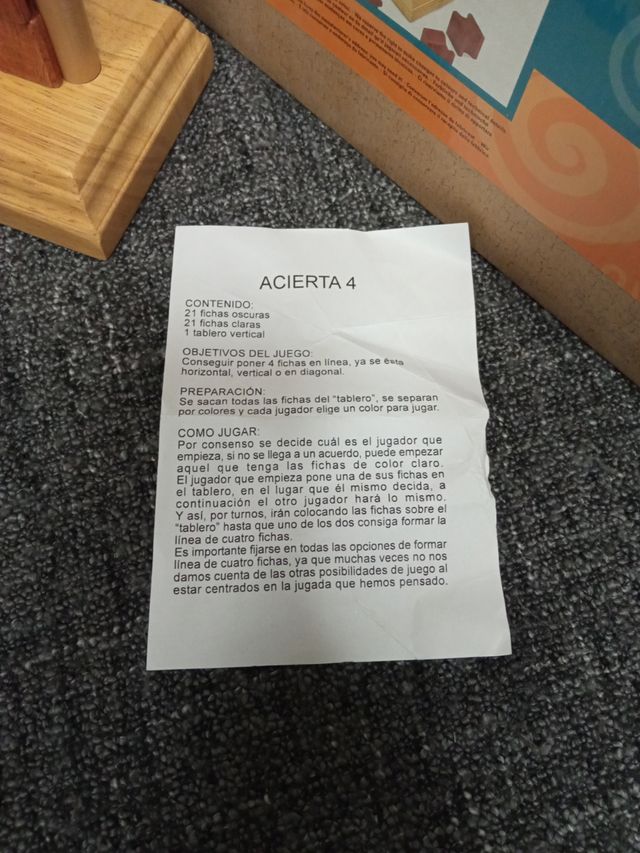 ACIERTA 4
CONTENIDO:
21 fichas oscuras
21 fichas claras
1 tablero vertical
OBJETIVOS DEL JUEGO:
Conseguir poner 4 fichas en línea, ya se ésta
horizontal, vertical o en diagonal.
PREPARACIÓN:
Se sacan todas las fichas del "tablero", se separan
por colores y cada jugador elige un color para jugar.
COMO JUGAR:
Por consenso se decide cuál es el jugador que
empieza, si no se llega a un acuerdo, puede empezar
aquel que tenga las fichas de color claro.
El jugador que empieza pone una de sus fichas en
el tablero, en el lugar que él mismo decida, a
continuación el otro jugador hará lo mismo.
Y así, por turnos, irán colocando las fichas sobre el
"tablero" hasta que uno de los dos consiga formar la
línea de cuatro fichas.
Es importante fijarse en todas las opciones de formar
línea de cuatro fichas, ya que muchas veces no nos
damos cuenta de las otras posibilidades de juego al
estar centrados en la jugada que hemos pensado.